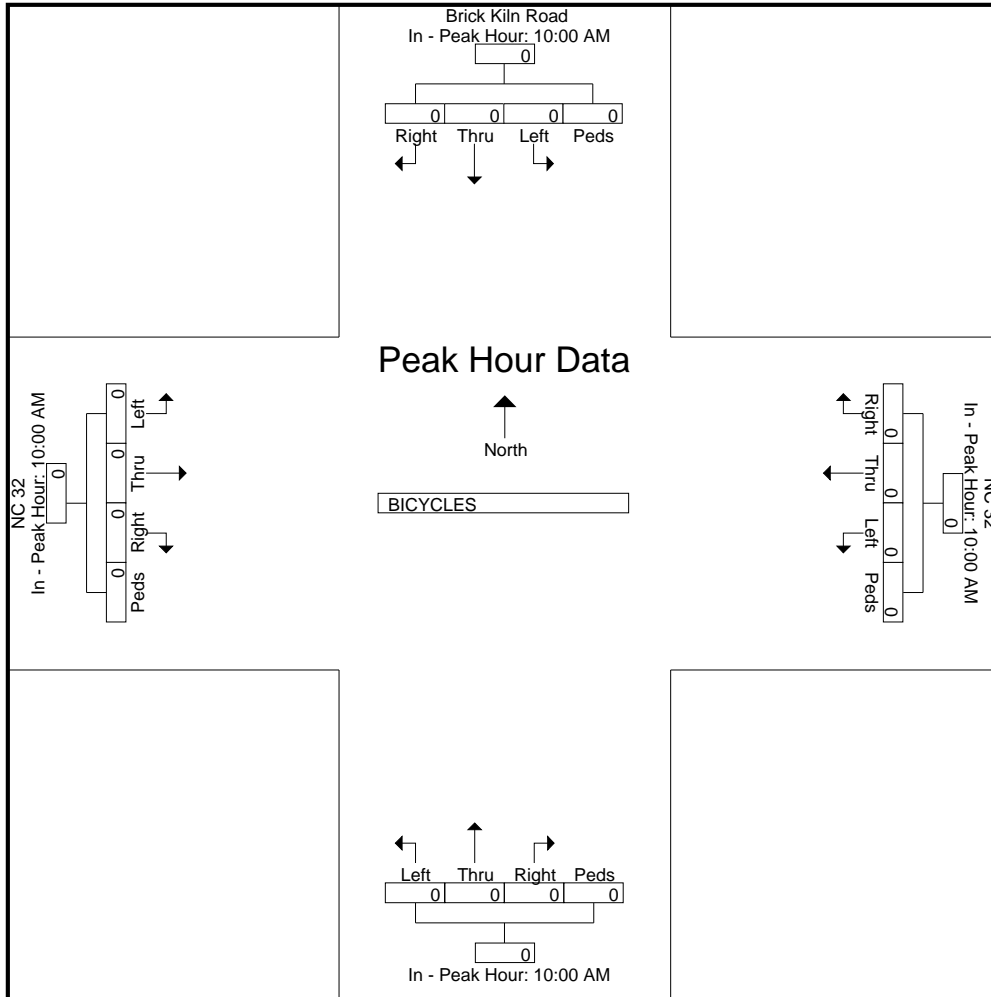 Brick Kiln Road
In - Peak Hour: 10:00 AM
0
0 0 0 0
Right Thru Left Peds
Peak Hour Data
North
BICYCLES
NC 32
In - Peak Hour: 10:00 AM
0
0 0 0 0
Left Thru Right Peds
NC 32
In - Peak Hour: 10:00 AM
0
0 0 0 0
Right Thru Left Peds
Left Thru Right Peds
0 0 0 0
0
In - Peak Hour: 10:00 AM